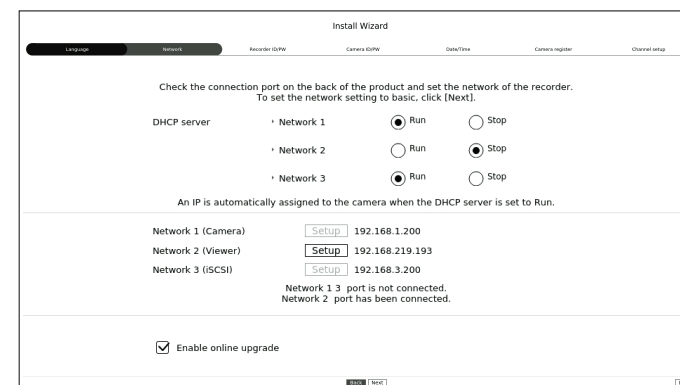 Install Wizard
Language Network Recorder ID/PW Camera ID/PW Date/Time Camera register Channel setup
Check the connection port on the back of the product and set the network of the recorder.
To set the network setting to basic, click [Next].
DHCP server Network 1 Run Stop
Network 2 Run Stop
Network 3 Run Stop
An IP is automatically assigned to the camera when the DHCP server is set to Run.
Network 1 (Camera) Setup 192.168.1.200
Network 2 (Viewer) Setup 192.168.219.193
Network 3 (iSCSI) Setup 192.168.3.200
Network 1 3 port is not connected.
Network 2 port has been connected.
Enable online upgrade
Back Next